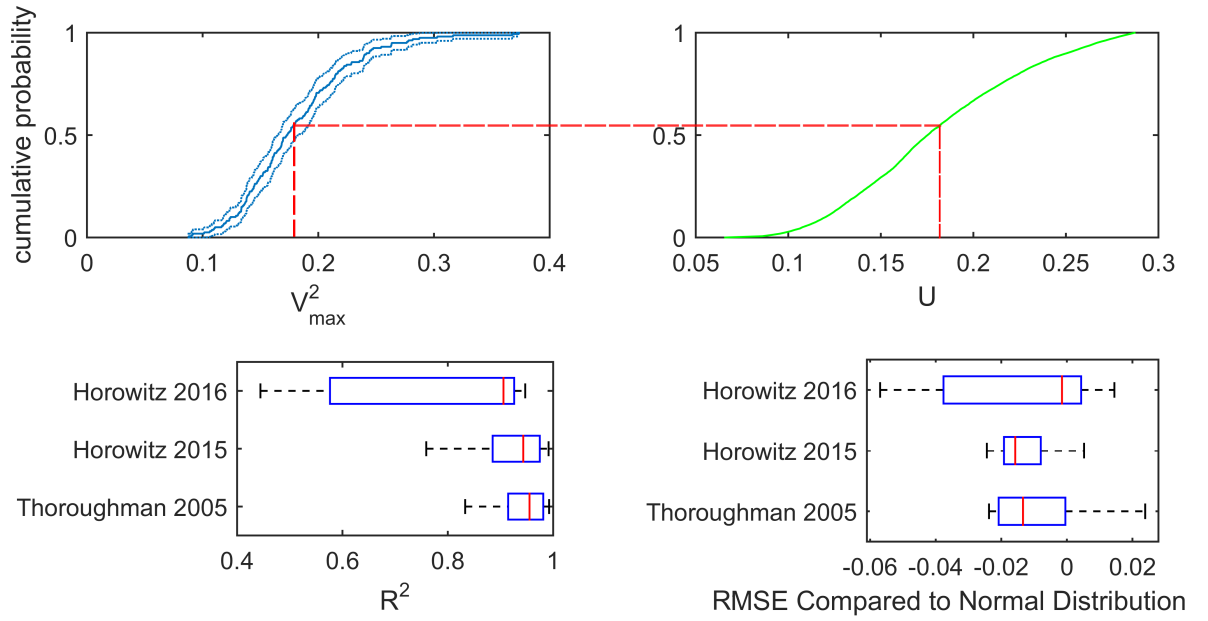 cumulative probability
1
0.5
0
0 0.1 0.2 0.3 0.4
V²max
1
0.5
0
0.05 0.1 0.15 0.2 0.25 0.3
U
Horowitz 2016
Horowitz 2015
Thoroughman 2005
0.4 0.6 0.8 1
R²
Horowitz 2016
Horowitz 2015
Thoroughman 2005
-0.06 -0.04 -0.02 0 0.02
RMSE Compared to Normal Distribution